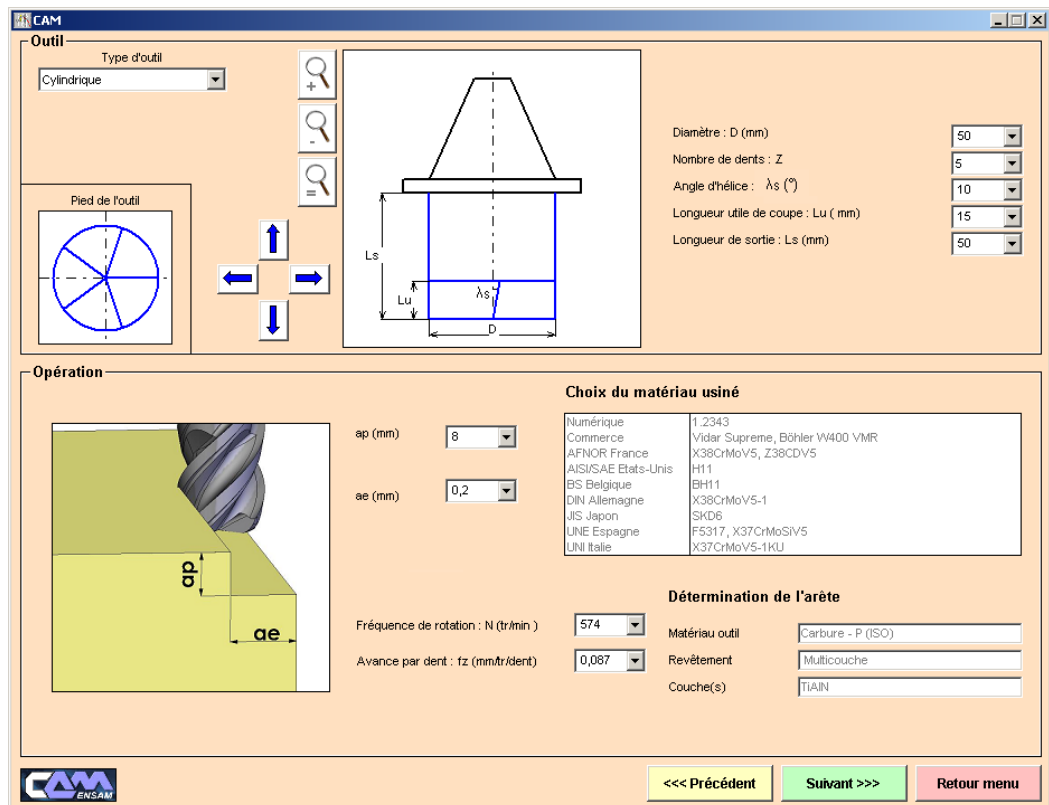 CAM
Outil
Type d'outil
Cylindrique
+
-
=
Pied de l'outil
Ls
Lu
λs
D
Diamètre : D (mm)
50
Nombre de dents : Z
5
Angle d'hélice : λs (°)
10
Longueur utile de coupe : Lu ( mm)
15
Longueur de sortie : Ls (mm)
50
Opération
ap
ae
ap (mm)
8
ae (mm)
0,2
Choix du matériau usiné
Numérique 1.2343
Commerce Vidar Supreme, Böhler W400 VMR
AFNOR France X38CrMoV5, Z38CDV5
AISI/SAE Etats-Unis H11
BS Belgique BH11
DIN Allemagne X38CrMoV5-1
JIS Japon SKD6
UNE Espagne F5317, X37CrMoSiV5
UNI Italie X37CrMoV5-1KU
Fréquence de rotation : N (tr/min )
574
Avance par dent : fz (mm/tr/dent)
0,087
Détermination de l'arète
Matériau outil Carbure - P (ISO)
Revêtement Multicouche
Couche(s) TiAlN
CAM
ENSAM
<<< Précédent
Suivant >>>
Retour menu